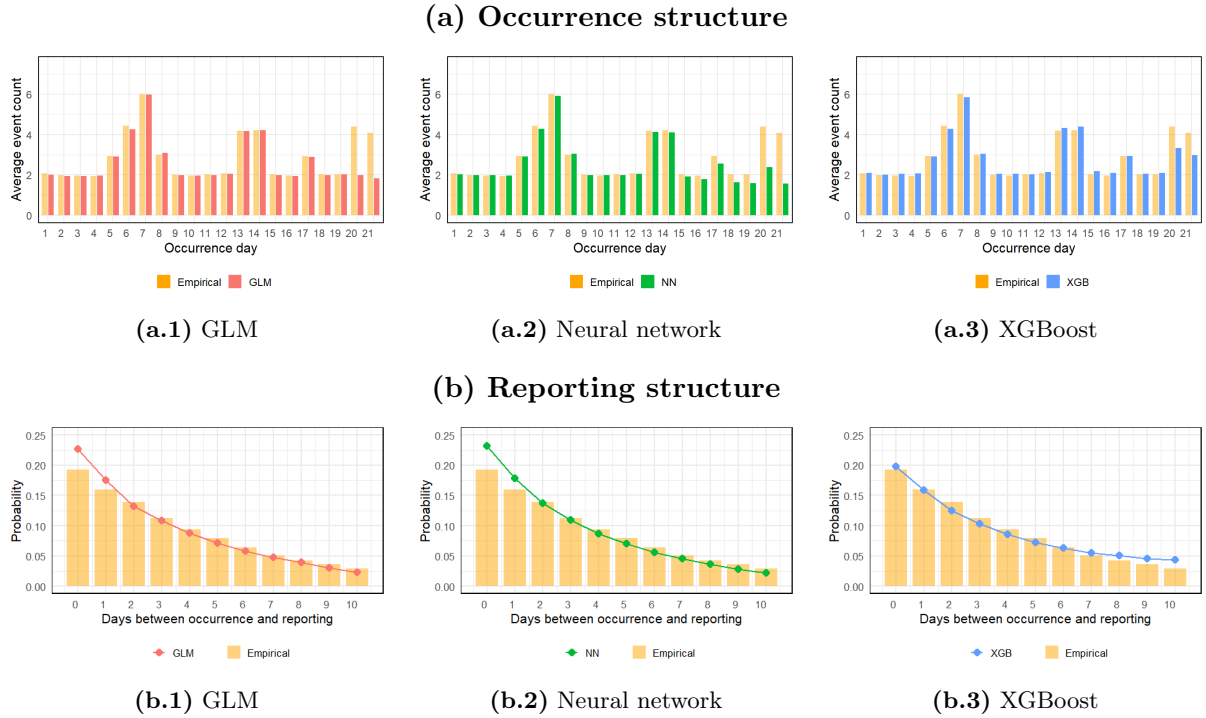 (a) Occurrence structure
Average event count
6
4
2
0
1 2 3 4 5 6 7 8 9 10 11 12 13 14 15 16 17 18 19 20 21
Occurrence day
Empirical GLM
(a.1) GLM
Average event count
6
4
2
0
1 2 3 4 5 6 7 8 9 10 11 12 13 14 15 16 17 18 19 20 21
Occurrence day
Empirical NN
(a.2) Neural network
Average event count
6
4
2
0
1 2 3 4 5 6 7 8 9 10 11 12 13 14 15 16 17 18 19 20 21
Occurrence day
Empirical XGB
(a.3) XGBoost
(b) Reporting structure
Probability
0.25
0.20
0.15
0.10
0.05
0.00
0 1 2 3 4 5 6 7 8 9 10
Days between occurrence and reporting
GLM Empirical
(b.1) GLM
Probability
0.25
0.20
0.15
0.10
0.05
0.00
0 1 2 3 4 5 6 7 8 9 10
Days between occurrence and reporting
NN Empirical
(b.2) Neural network
Probability
0.25
0.20
0.15
0.10
0.05
0.00
0 1 2 3 4 5 6 7 8 9 10
Days between occurrence and reporting
XGB Empirical
(b.3) XGBoost